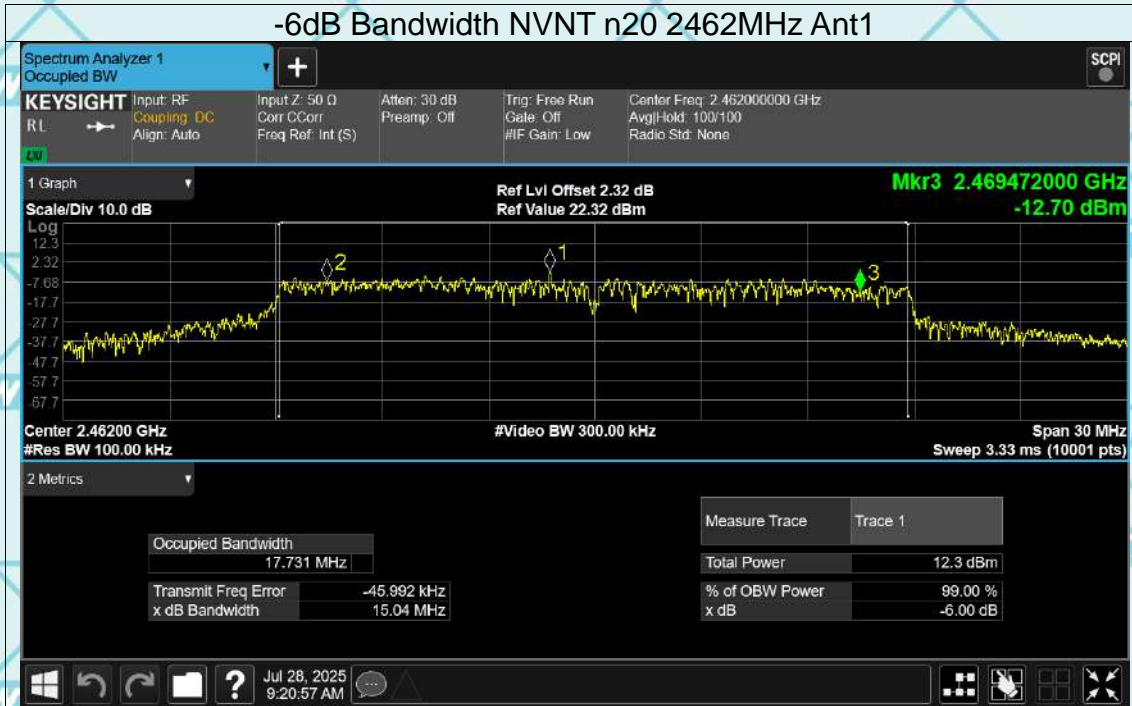 -6dB Bandwidth NVNT n20 2462MHz Ant1
Spectrum Analyzer 1
Occupied BW
+
SCPI
KEYSIGHT
RL
LXI
Input: RF
Coupling: DC
Align: Auto
Input Z: 50 Ω
Corr CCorr
Freq Ref: Int (S)
Atten: 30 dB
Preamp: Off
Trig: Free Run
Gate: Off
#IF Gain: Low
Center Freq: 2.462000000 GHz
Avg|Hold: 100/100
Radio Std: None
1 Graph
Scale/Div 10.0 dB
Ref Lvl Offset 2.32 dB
Ref Value 22.32 dBm
Mkr3 2.469472000 GHz
-12.70 dBm
Log
12.3
2.32
-7.68
-17.7
-27.7
-37.7
-47.7
-57.7
-67.7
2
1
3
Center 2.46200 GHz
#Res BW 100.00 kHz
#Video BW 300.00 kHz
Span 30 MHz
Sweep 3.33 ms (10001 pts)
2 Metrics
Occupied Bandwidth
17.731 MHz
Transmit Freq Error -45.992 kHz
x dB Bandwidth 15.04 MHz
Measure Trace Trace 1
Total Power 12.3 dBm
% of OBW Power 99.00 %
x dB -6.00 dB
?
Jul 28, 2025
9:20:57 AM